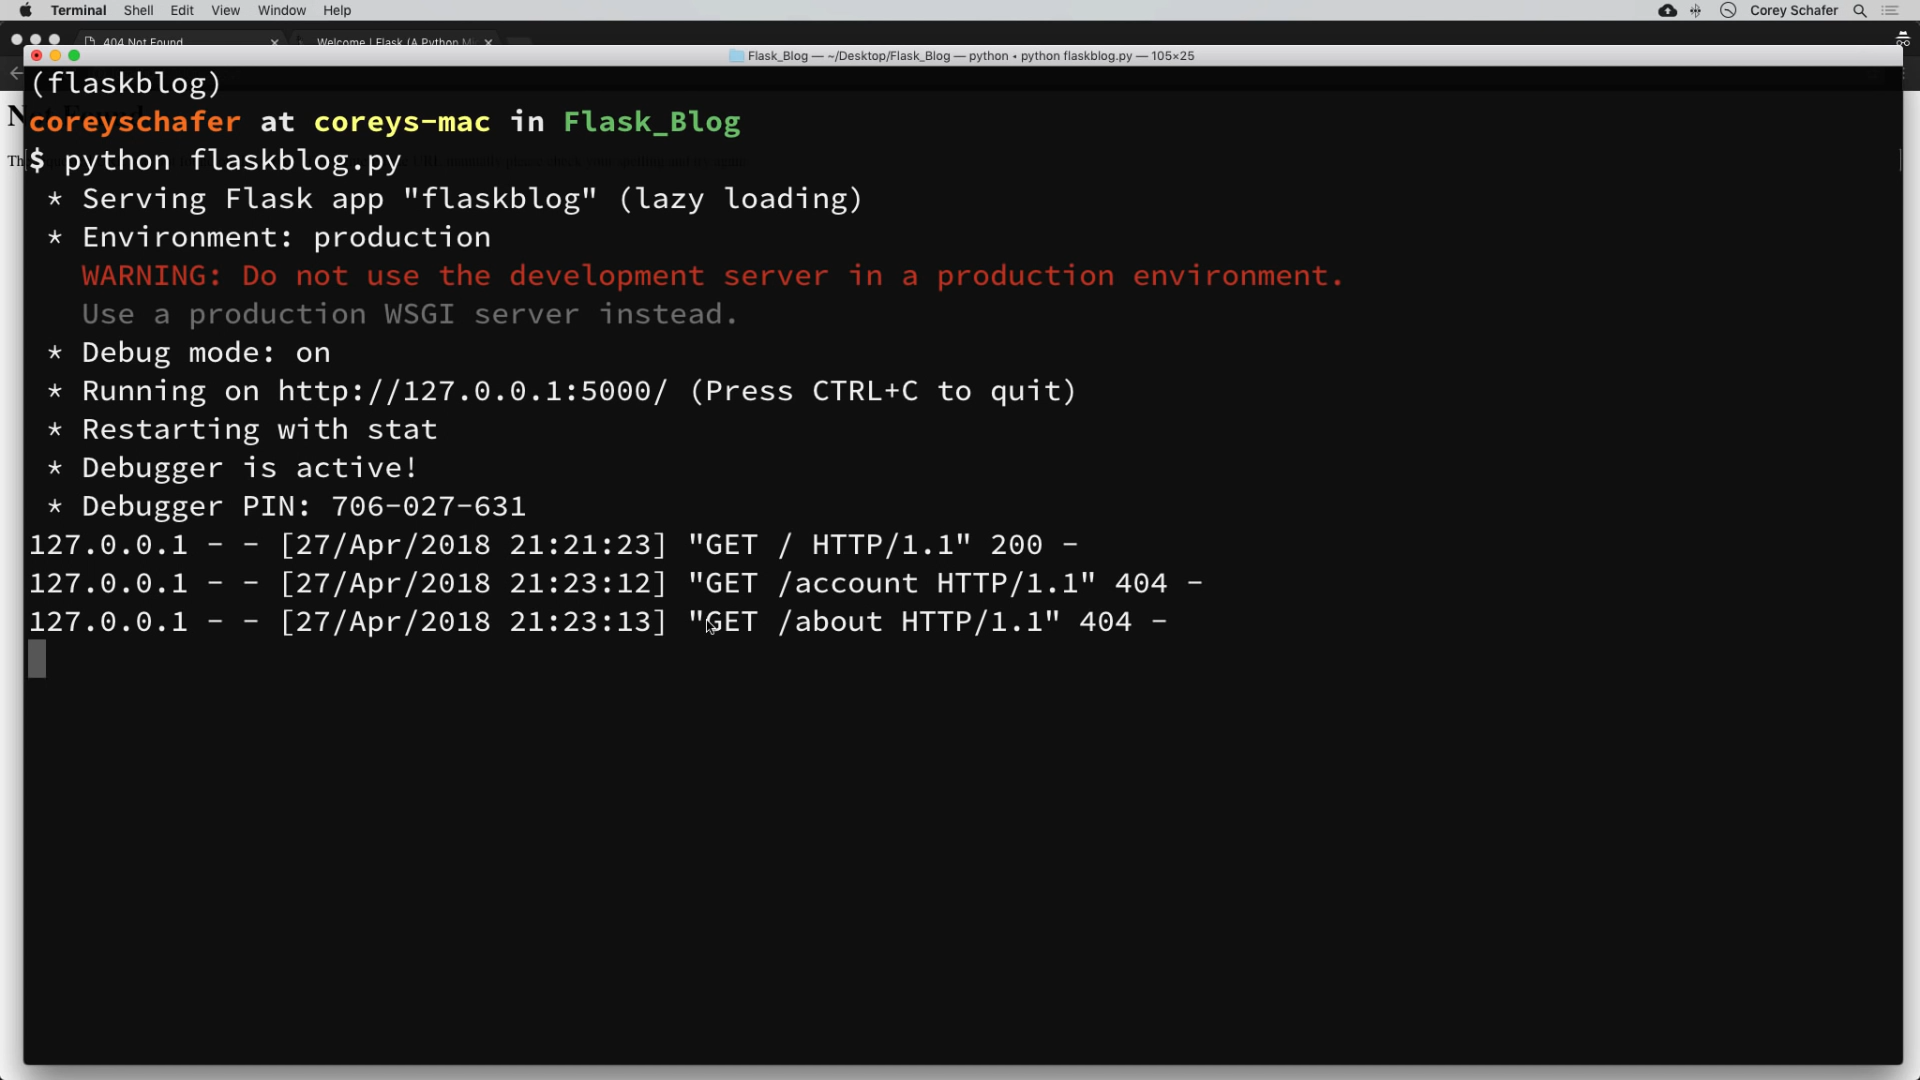 Terminal Shell Edit View Window Help Corey Schafer
404 Not Found Welcome | Flask (A Python
Flask_Blog — ~/Desktop/Flask_Blog — python • python flaskblog.py — 105×25
(flaskblog)
coreyschafer at coreys-mac in Flask_Blog
$ python flaskblog.py
* Serving Flask app "flaskblog" (lazy loading)
* Environment: production
WARNING: Do not use the development server in a production environment.
Use a production WSGI server instead.
* Debug mode: on
* Running on http://127.0.0.1:5000/ (Press CTRL+C to quit)
* Restarting with stat
* Debugger is active!
* Debugger PIN: 706-027-631
127.0.0.1 - - [27/Apr/2018 21:21:23] "GET / HTTP/1.1" 200 -
127.0.0.1 - - [27/Apr/2018 21:23:12] "GET /account HTTP/1.1" 404 -
127.0.0.1 - - [27/Apr/2018 21:23:13] "GET /about HTTP/1.1" 404 -